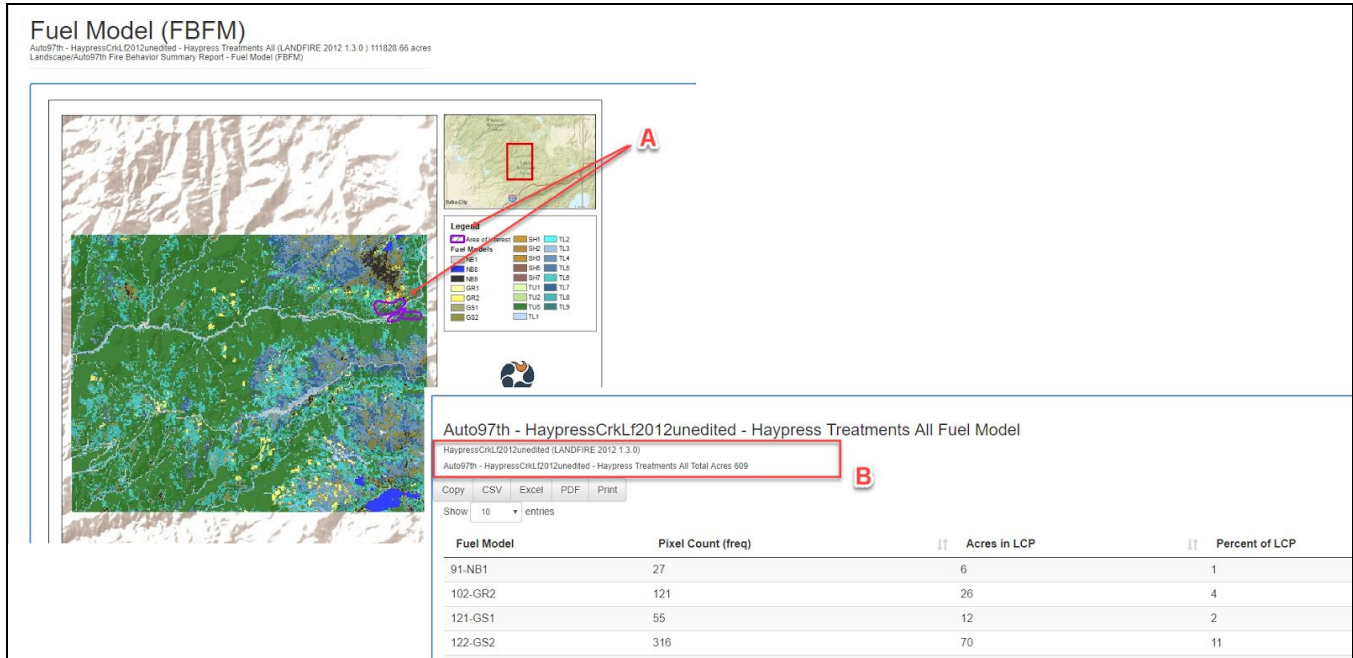 Fuel Model (FBFM)
Auto97th - HaypressCrkLf2012unedited - Haypress Treatments All (LANDFIRE 2012 1.3.0 ) 111828.66 acres
Landscape/Auto97th Fire Behavior Summary Report - Fuel Model (FBFM)
A
Yuba City
Legend
Area of Interest
Fuel Models
NB1
NB8
NB9
GR1
GR2
GS1
GS2
SH1
SH2
SH3
SH5
SH7
TU1
TU2
TU5
TL1
TL2
TL3
TL4
TL5
TL6
TL7
TL8
TL9
Auto97th - HaypressCrkLf2012unedited - Haypress Treatments All Fuel Model
HaypressCrkLf2012unedited (LANDFIRE 2012 1.3.0)
Auto97th - HaypressCrkLf2012unedited - Haypress Treatments All Total Acres 609
B
Copy CSV Excel PDF Print
Show 10 entries
Fuel Model Pixel Count (freq) Acres in LCP Percent of LCP
91-NB1 27 6 1
102-GR2 121 26 4
121-GS1 55 12 2
122-GS2 316 70 11